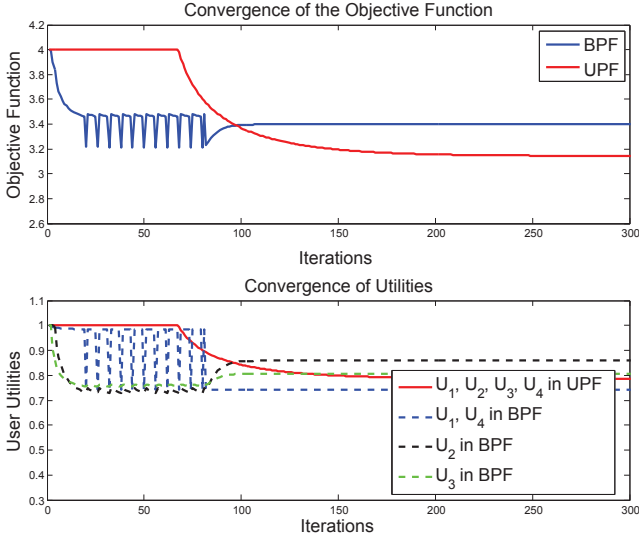 Convergence of the Objective Function
4.2
4
3.8
3.6
3.4
3.2
3
2.8
2.6
Objective Function
BPF
UPF
0 50 100 150 200 250 300
Iterations
Convergence of Utilities
1.1
1
0.9
0.8
0.7
0.6
0.5
0.4
0.3
User Utilities
U₁, U₂, U₃, U₄ in UPF
U₁, U₄ in BPF
U₂ in BPF
U₃ in BPF
0 50 100 150 200 250 300
Iterations